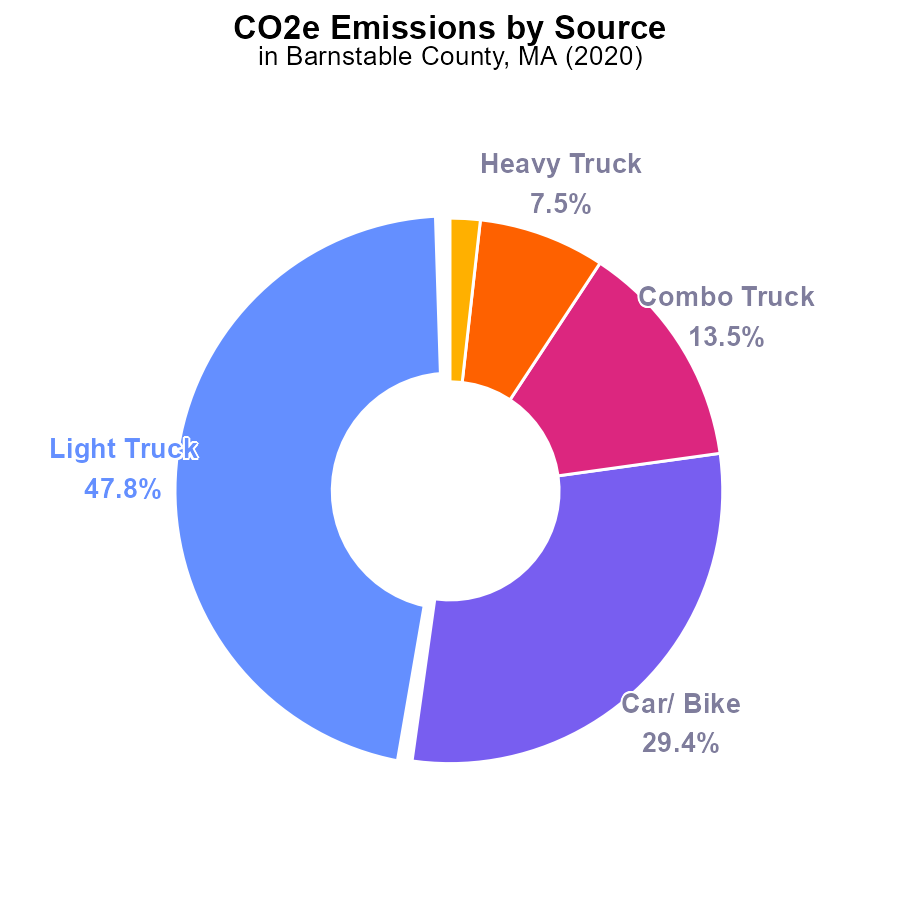 CO2e Emissions by Source
in Barnstable County, MA (2020)
Heavy Truck
7.5%
Combo Truck
13.5%
Light Truck
47.8%
Car/ Bike
29.4%